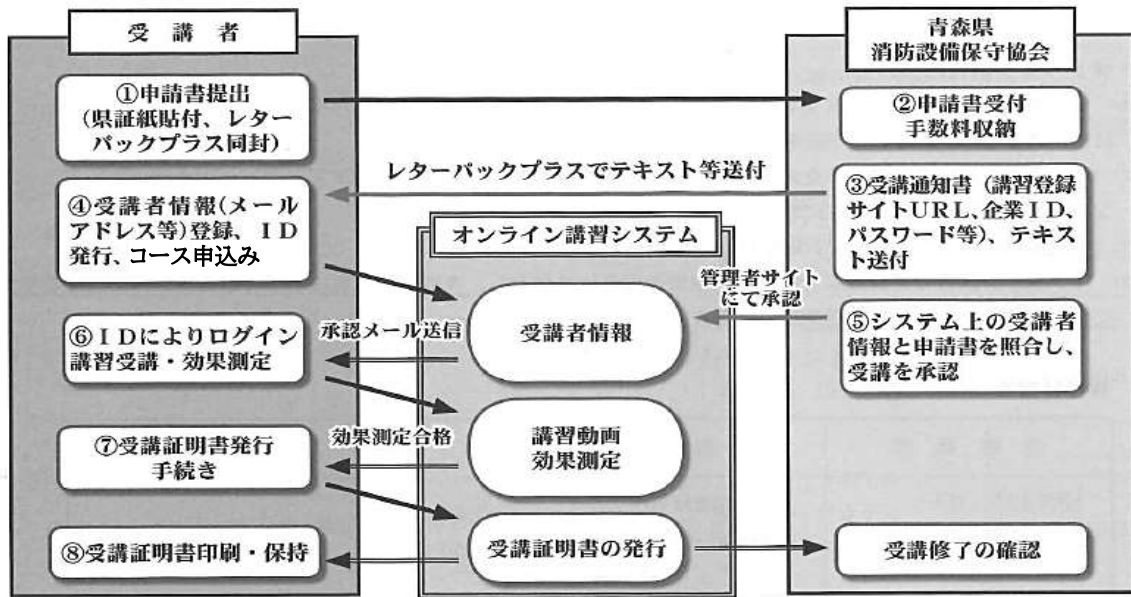 受講者
①申請書提出
(県証紙貼付、レター
パックプラス同封)
④受講者情報(メール
アドレス等)登録、ID
発行、コース申込み
⑥IDによりログイン
講習受講・効果測定
⑦受講証明書発行
手続き
⑧受講証明書印刷・保持
レターパックプラスでテキスト等送付
オンライン講習システム
管理者サイト
にて承認
受講者情報
承認メール送信
講習動画
効果測定
効果測定合格
受講証明書の発行
青森県
消防設備保守協会
②申請書受付
手数料収納
③受講通知書(講習登録
サイトURL、企業ID、
パスワード等)、テキス
ト送付
⑤システム上の受講者
情報と申請書を照合し、
受講を承認
受講修了の確認